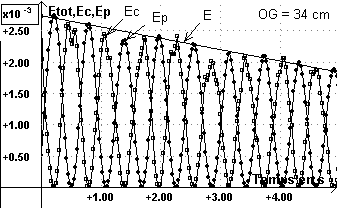 x10 -3 Etot,Ec,Ep Ec Ep E OG = 34 cm
+2.50
+2.00
+1.50
+1.00
+0.50
Temps en s
+1.00 +2.00 +3.00 +4.00